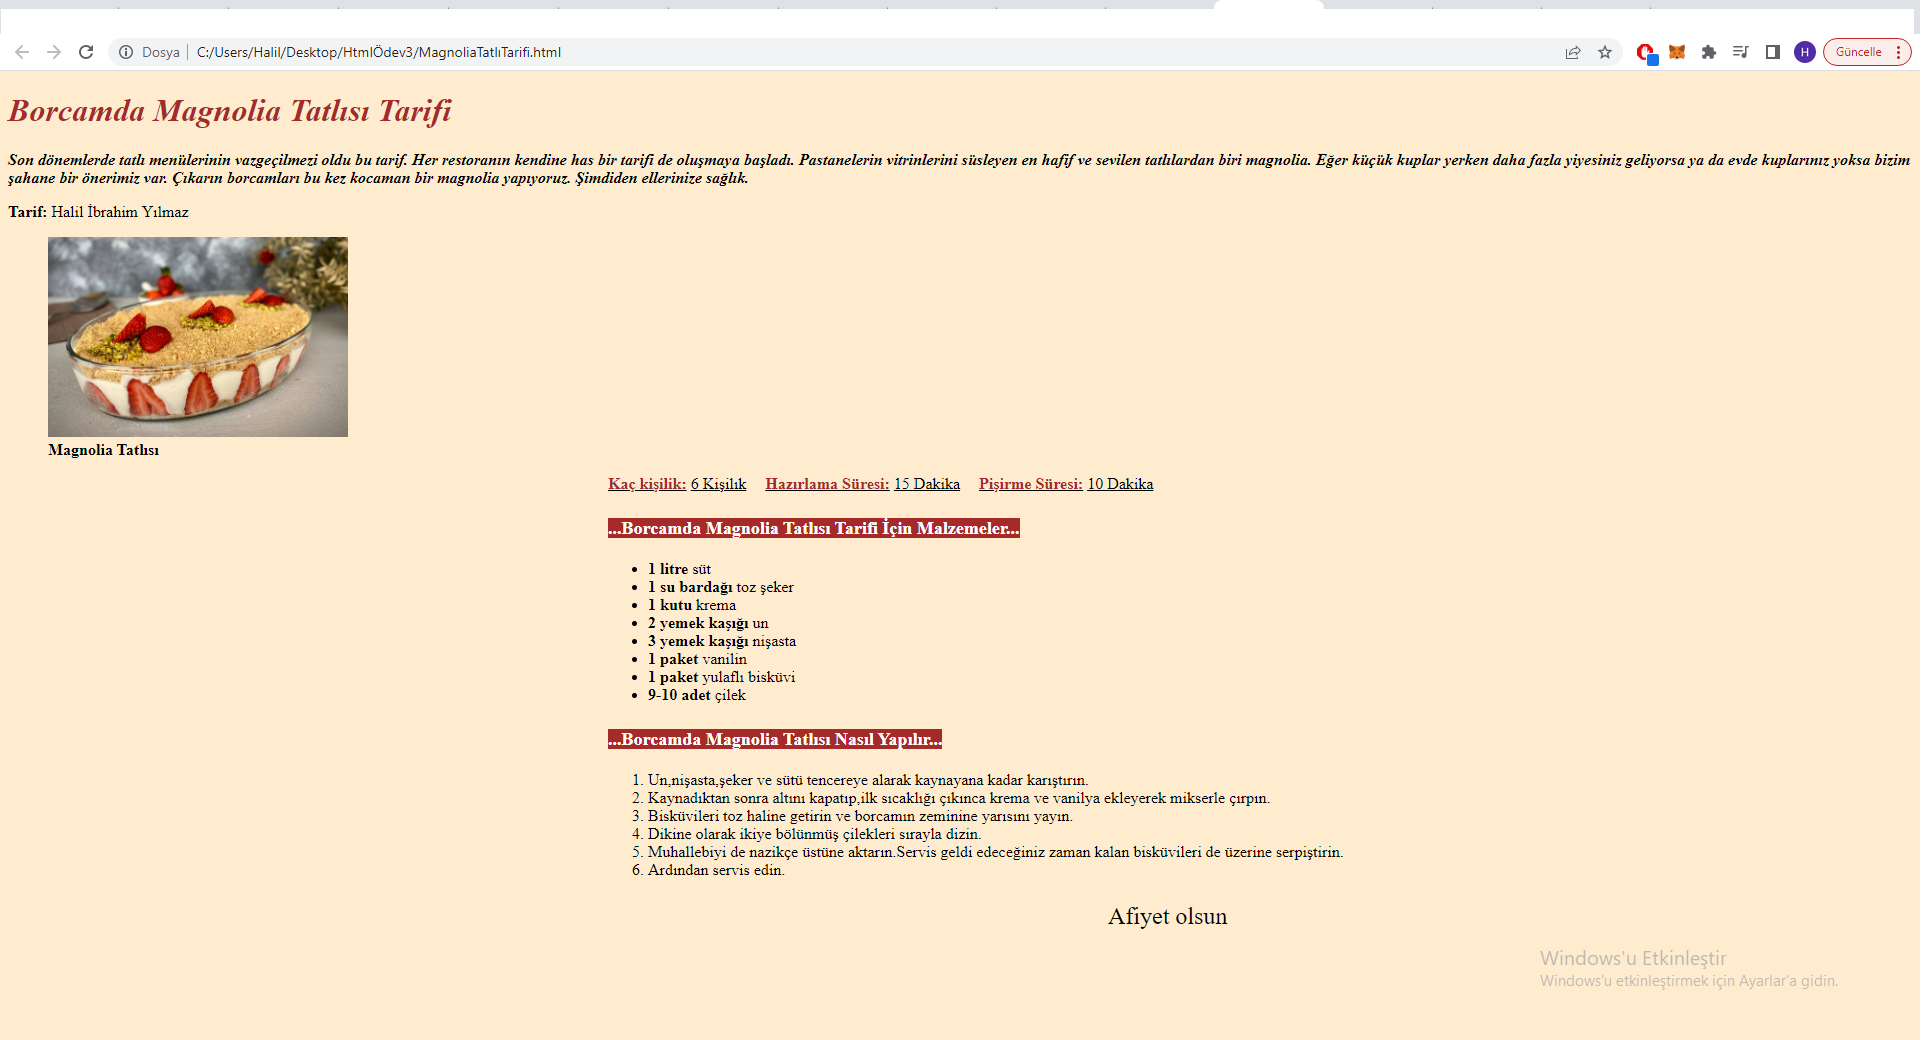 Dosya C:/Users/Halil/Desktop/HtmlÖdev3/MagnoliaTatlıTarifi.html
H
Güncelle
Borcamda Magnolia Tatlısı Tarifi
Son dönemlerde tatlı menülerinin vazgeçilmezi oldu bu tarif. Her restoranın kendine has bir tarifi de oluşmaya başladı. Pastanelerin vitrinlerini süsleyen en hafif ve sevilen tatlılardan biri magnolia. Eğer küçük kuplar yerken daha fazla yiyesiniz geliyorsa ya da evde kuplarınız yoksa bizim
şahane bir önerimiz var. Çıkarın borcamları bu kez kocaman bir magnolia yapıyoruz. Şimdiden ellerinize sağlık.
Tarif: Halil İbrahim Yılmaz
Magnolia Tatlısı
Kaç kişilik: 6 Kişilik Hazırlama Süresi: 15 Dakika Pişirme Süresi: 10 Dakika
...Borcamda Magnolia Tatlısı Tarifi İçin Malzemeler...
• 1 litre süt
• 1 su bardağı toz şeker
• 1 kutu krema
• 2 yemek kaşığı un
• 3 yemek kaşığı nişasta
• 1 paket vanilin
• 1 paket yulaflı bisküvi
• 9-10 adet çilek
...Borcamda Magnolia Tatlısı Nasıl Yapılır...
1. Un,nişasta,şeker ve sütü tencereye alarak kaynayana kadar karıştırın.
2. Kaynadıktan sonra altını kapatıp,ilk sıcaklığı çıkınca krema ve vanilya ekleyerek mikserle çırpın.
3. Bisküvileri toz haline getirin ve borcamın zeminine yarısını yayın.
4. Dikine olarak ikiye bölünmüş çilekleri sırayla dizin.
5. Muhallebiyi de nazikçe üstüne aktarın.Servis geldi edeceğiniz zaman kalan bisküvileri de üzerine serpiştirin.
6. Ardından servis edin.
Afiyet olsun
Windows'u Etkinleştir
Windows'u etkinleştirmek için Ayarlar'a gidin.